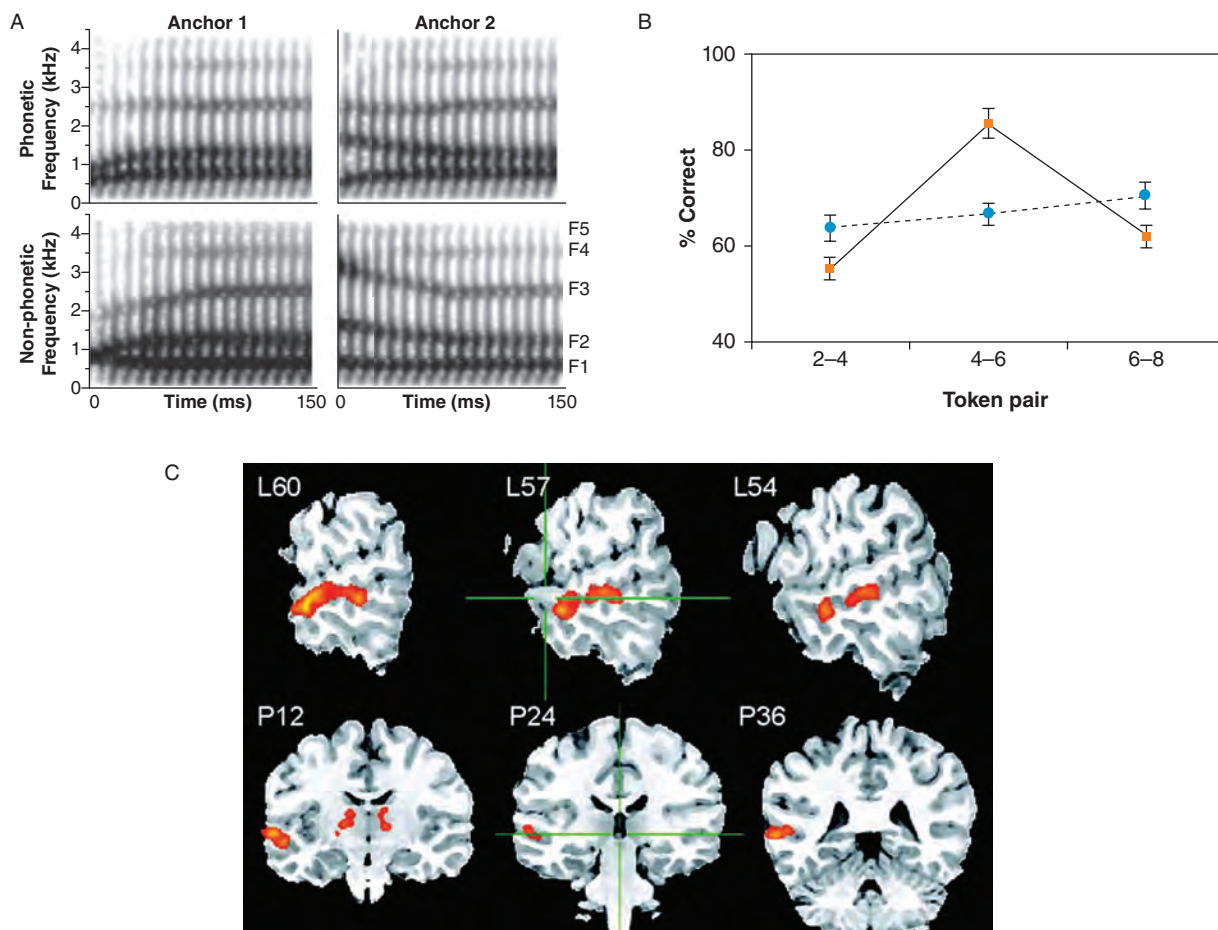 A
Anchor 1
Anchor 2
Phonetic
Frequency (kHz)
4
3
2
1
0
Non-phonetic
Frequency (kHz)
4
3
2
1
0
F5
F4
F3
F2
F1
0
Time (ms)
150
0
Time (ms)
150
B
% Correct
100
80
60
40
2–4
4–6
6–8
Token pair
C
L60
L57
L54
P12
P24
P36